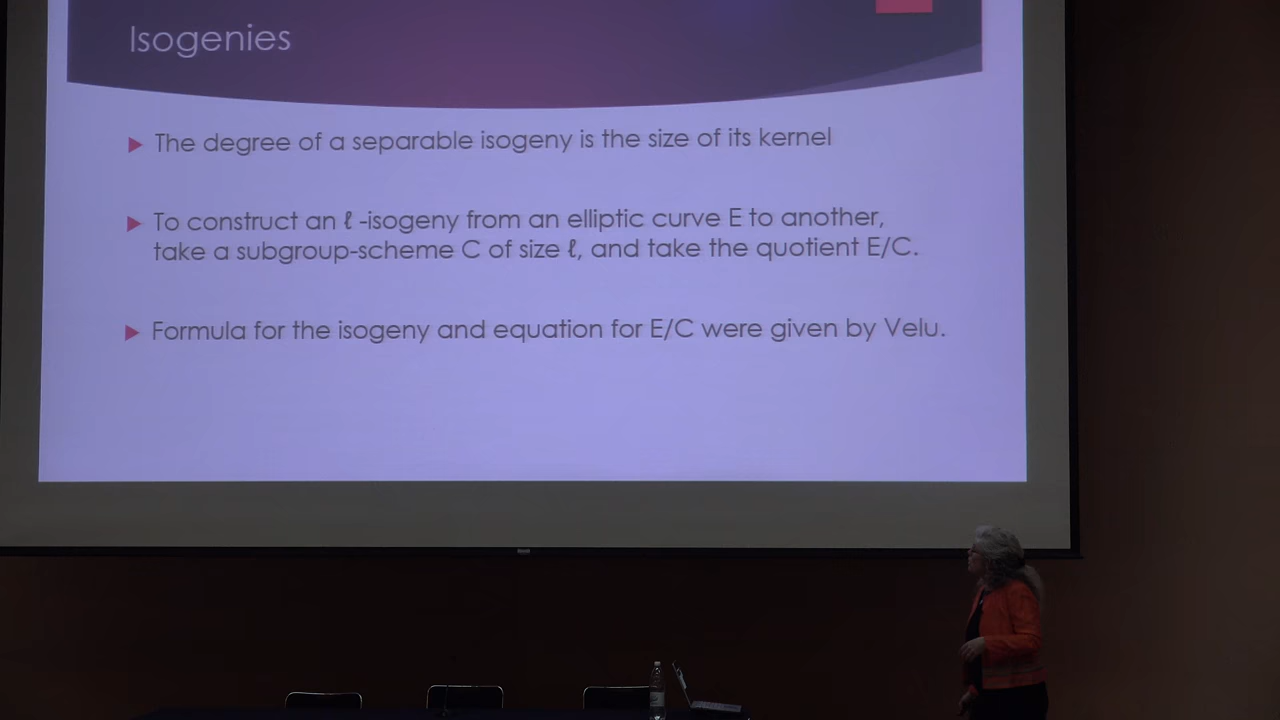 Isogenies
The degree of a separable isogeny is the size of its kernel
To construct an ℓ -isogeny from an elliptic curve E to another,
take a subgroup-scheme C of size ℓ, and take the quotient E/C.
Formula for the isogeny and equation for E/C were given by Velu.